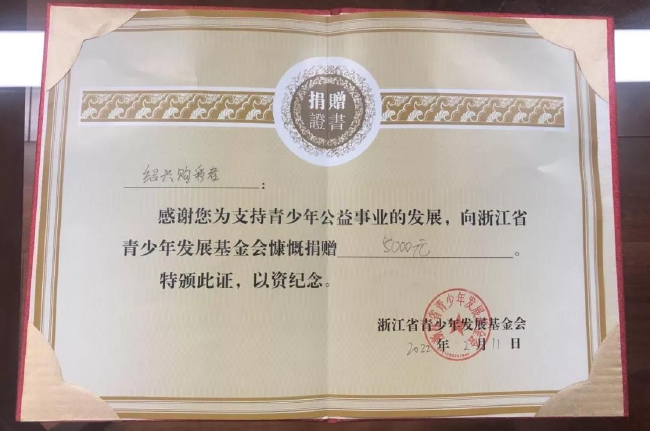 捐贈
證書
绍兴购彩者：
感谢您为支持青少年公益事业的发展，向浙江省
青少年发展基金会慷慨捐赠5000元。
特颁此证，以资纪念。
浙江省青少年发展基金会
2022年2月11日